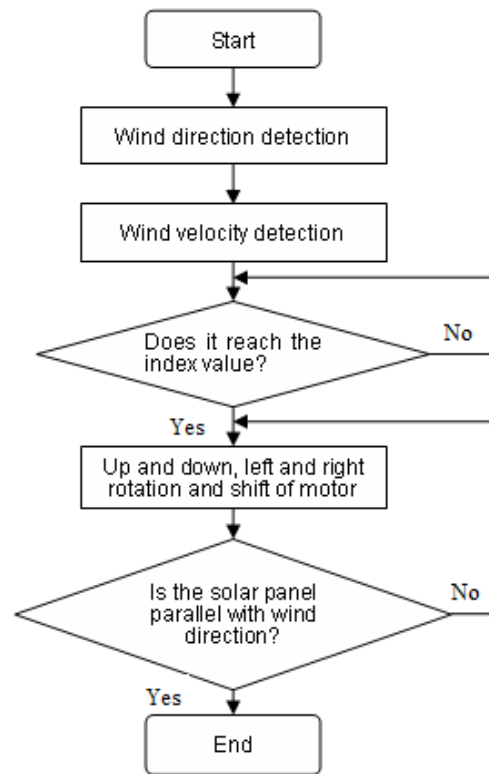 Start
Wind direction detection
Wind velocity detection
Does it reach the
index value?
No
Yes
Up and down, left and right
rotation and shift of motor
Is the solar panel
parallel with wind
direction?
No
Yes
End